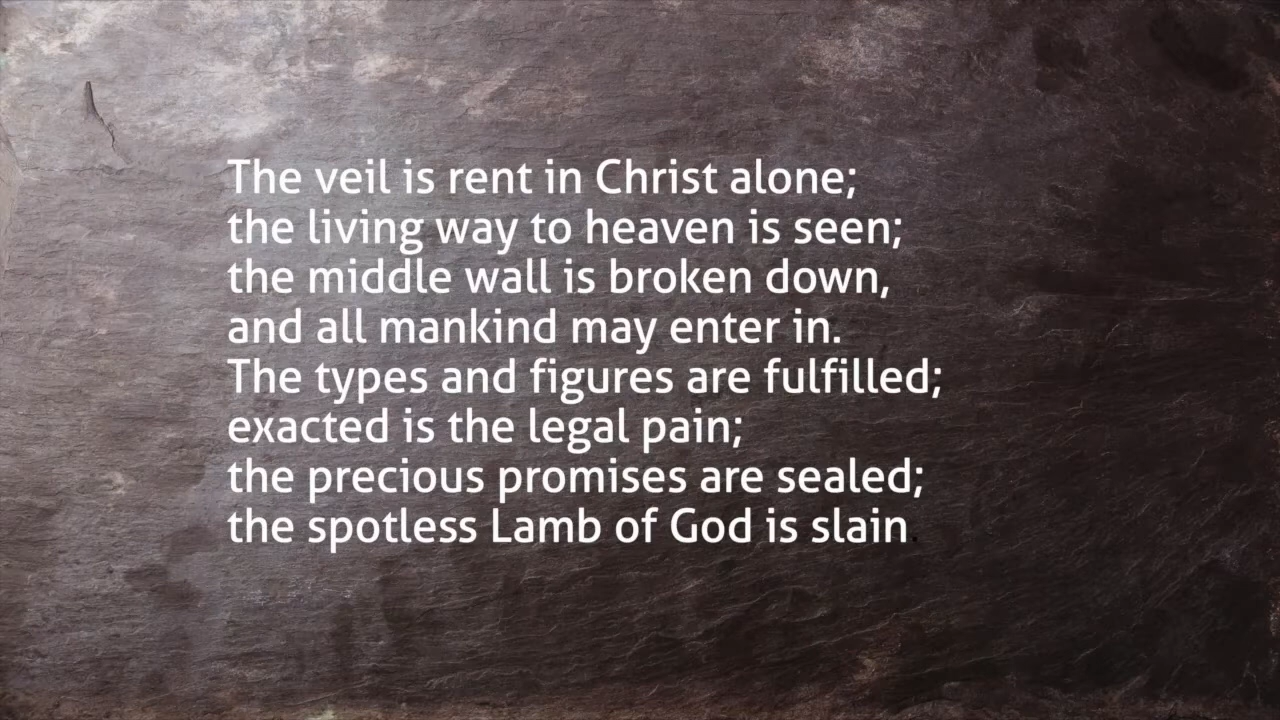 The veil is rent in Christ alone;
the living way to heaven is seen;
the middle wall is broken down,
and all mankind may enter in.
The types and figures are fulfilled;
exacted is the legal pain;
the precious promises are sealed;
the spotless Lamb of God is slain.